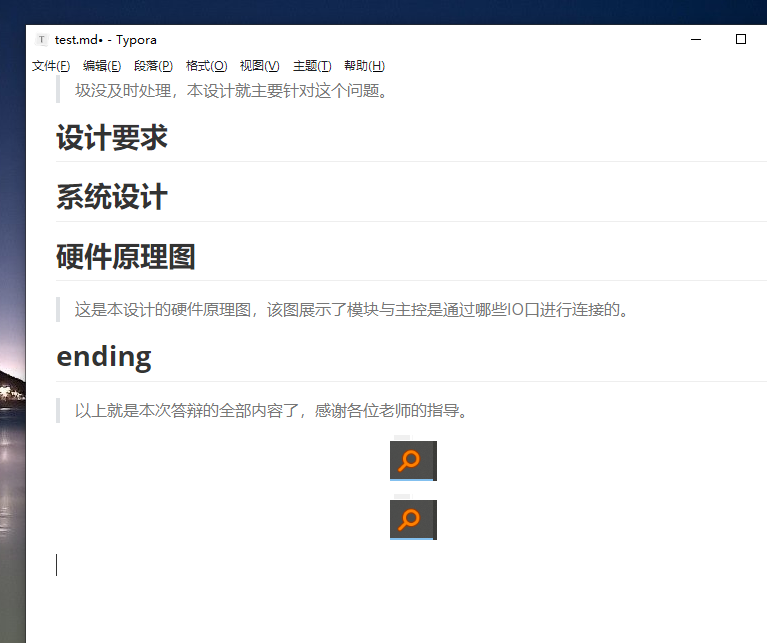 test.md• - Typora
文件(F) 编辑(E) 段落(P) 格式(O) 视图(V) 主题(T) 帮助(H)
圾没及时处理，本设计就主要针对这个问题。
设计要求
系统设计
硬件原理图
这是本设计的硬件原理图，该图展示了模块与主控是通过哪些IO口进行连接的。
ending
以上就是本次答辩的全部内容了，感谢各位老师的指导。